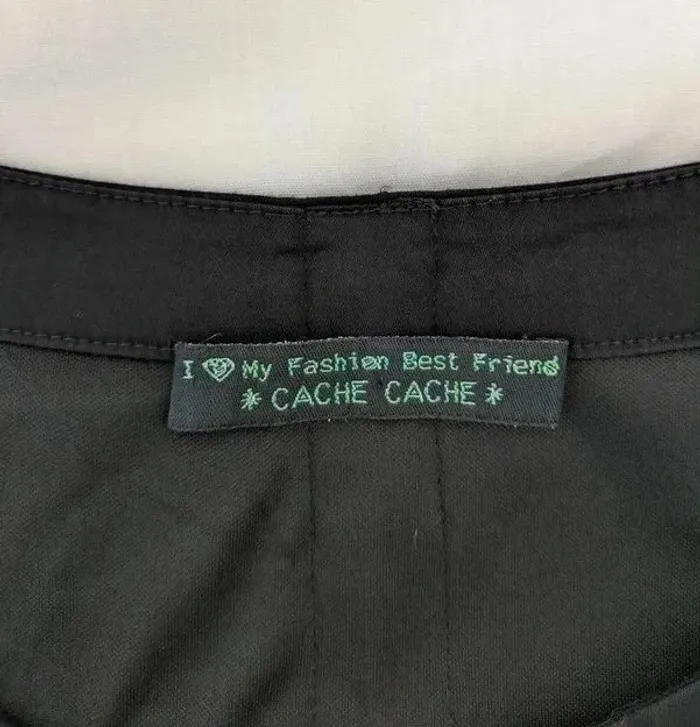 I ♥ My Fashion Best Friend
* CACHE CACHE *